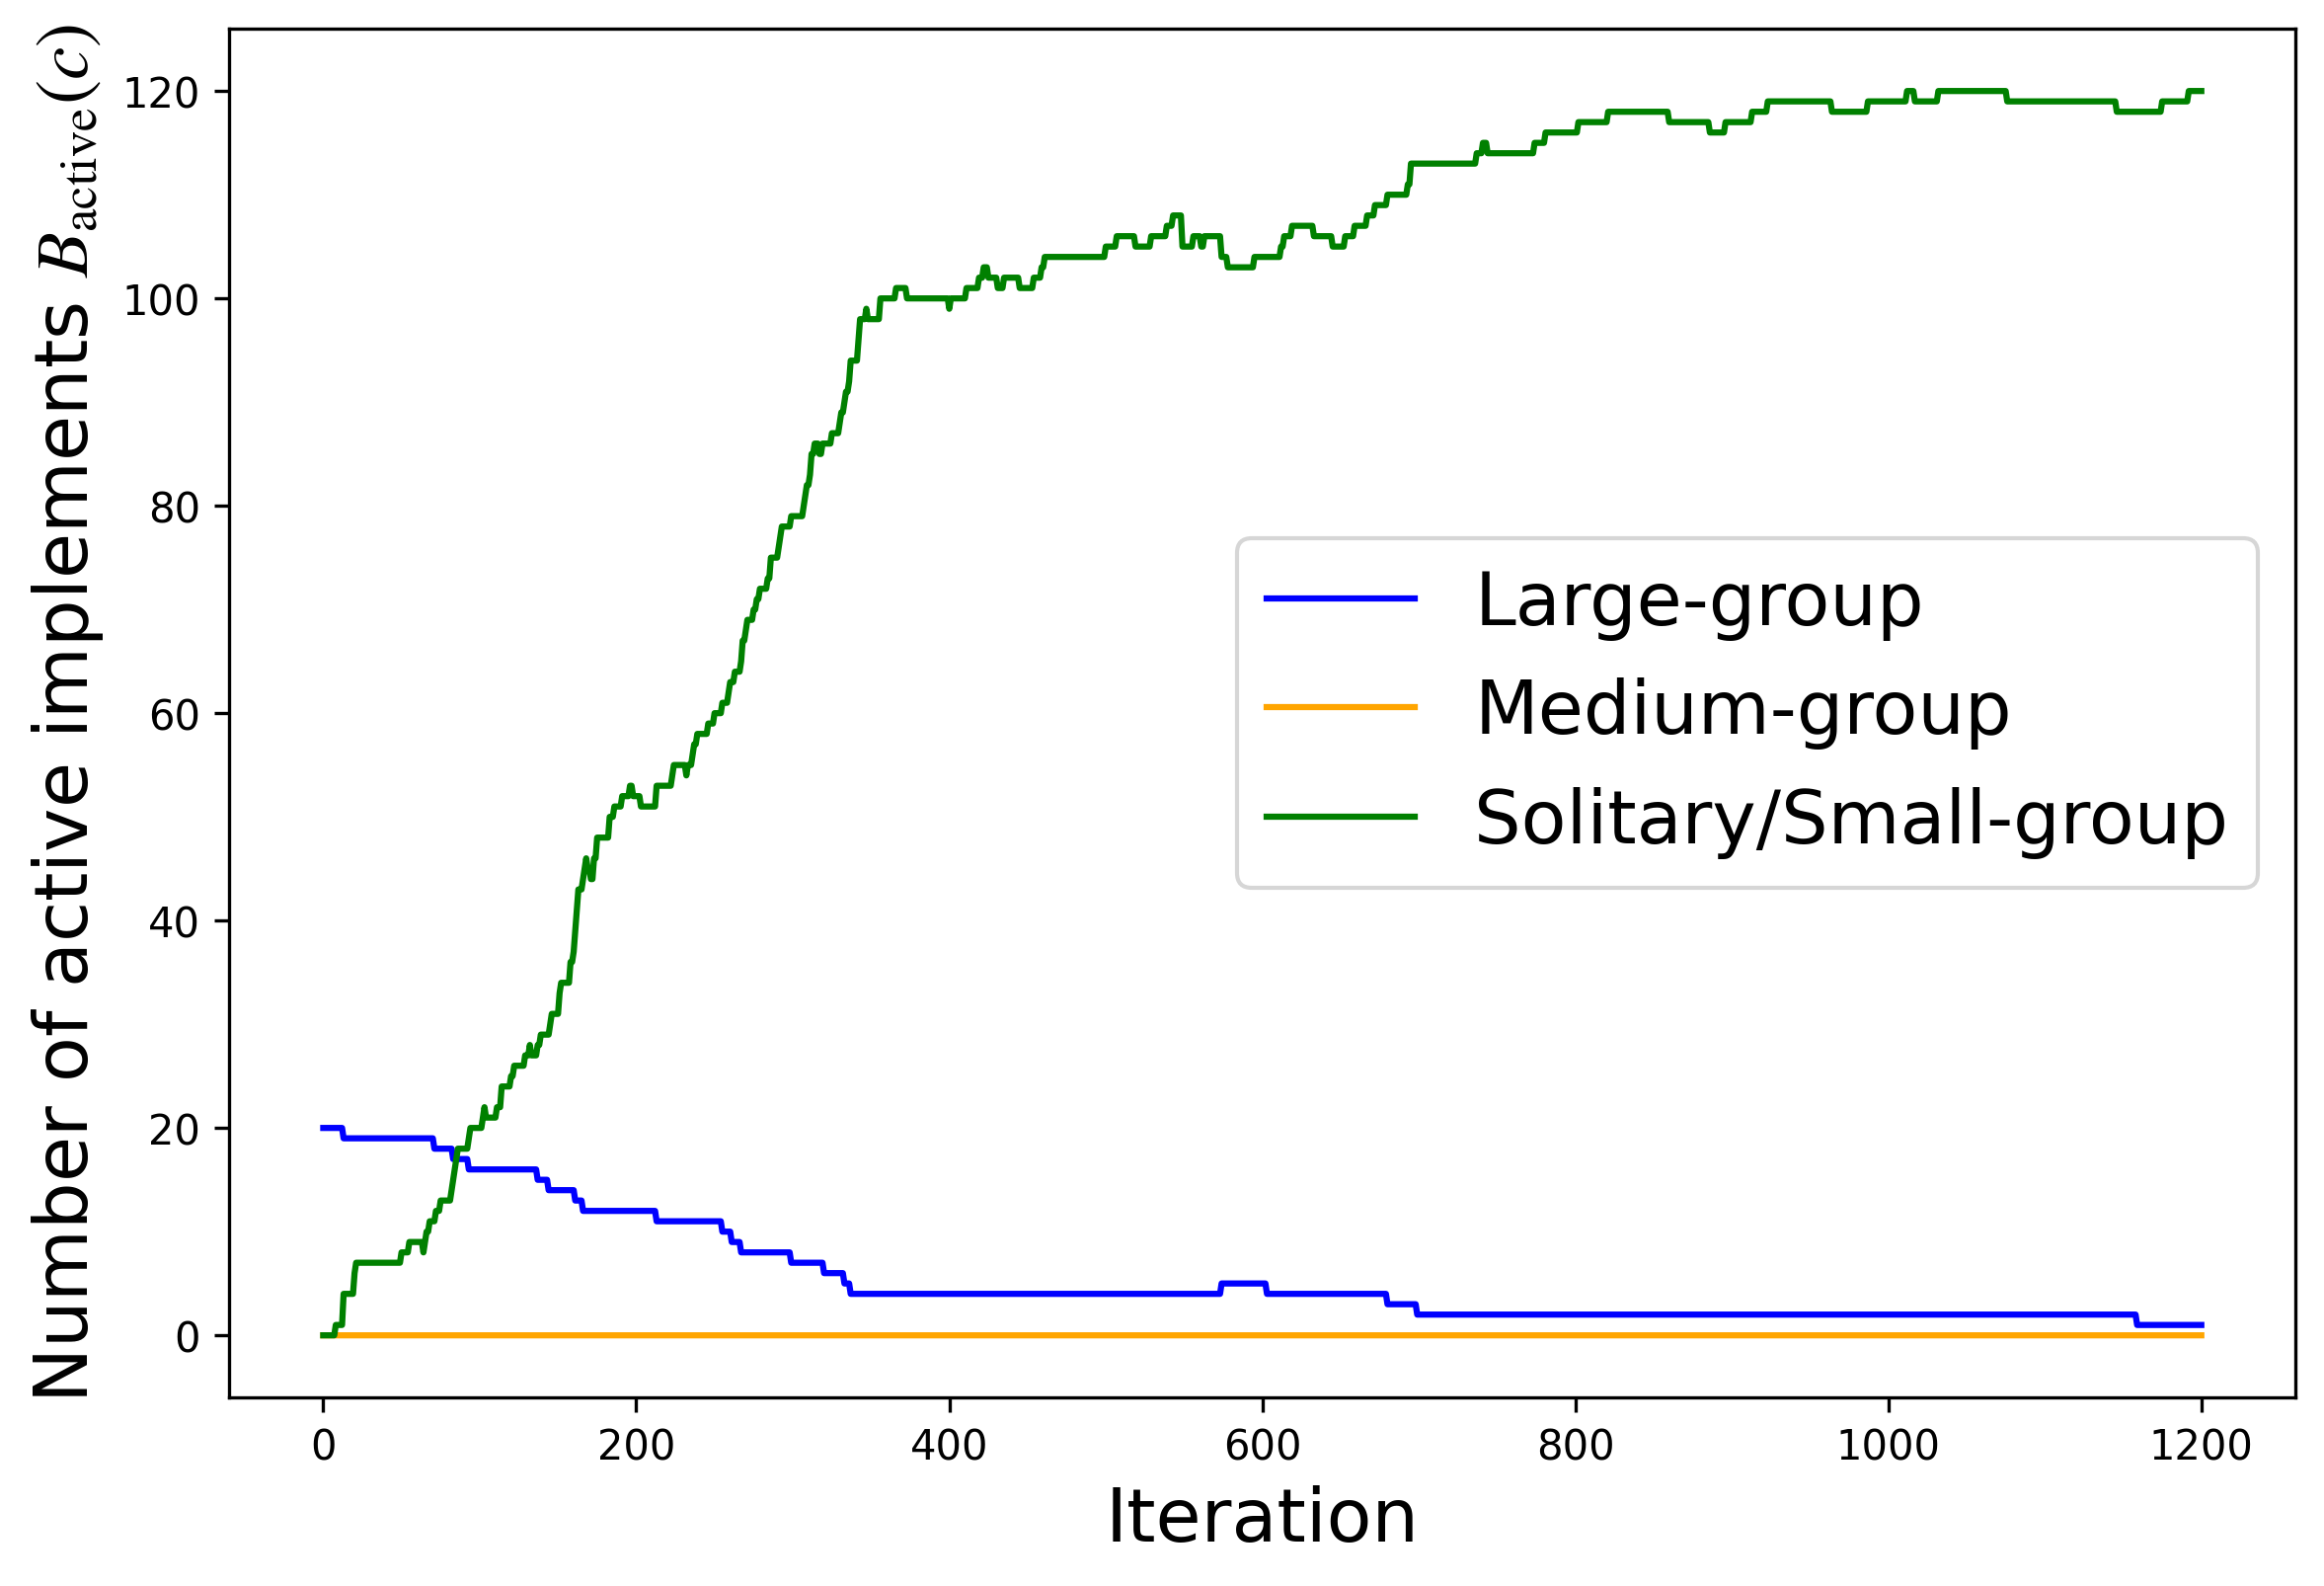 Number of active implements B_active(c)
120
100
80
60
40
20
0
Large-group
Medium-group
Solitary/Small-group
0 200 400 600 800 1000 1200
Iteration